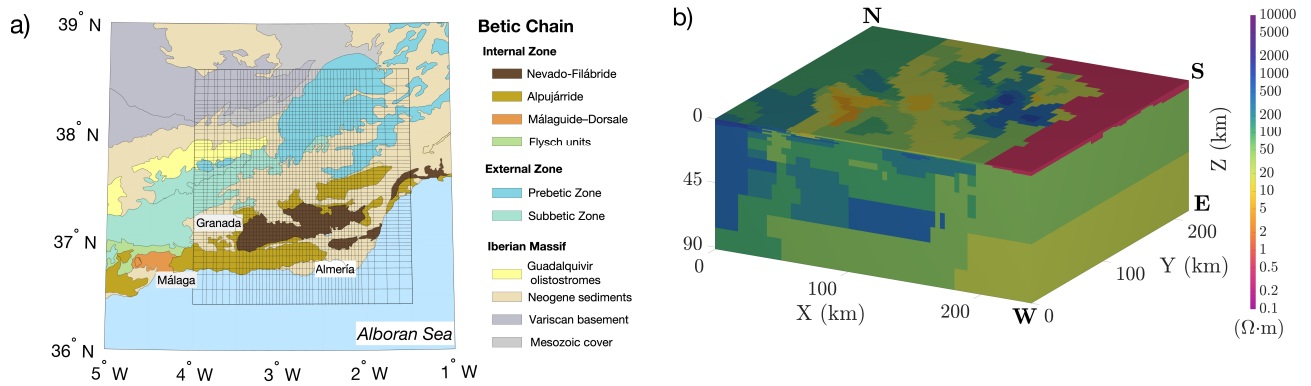 a)
39° N
38° N
37° N
36° N
5° W
4° W
3° W
2° W
1° W
Granada
Málaga
Almería
Alboran Sea
Betic Chain
Internal Zone
Nevado-Filábride
Alpujárride
Málaguide–Dorsale
Flysch units
External Zone
Prebetic Zone
Subbetic Zone
Iberian Massif
Guadalquivir
olistostromes
Neogene sediments
Variscan basement
Mesozoic cover
b)
N
S
E
W
0
45
90
0
100
200
X (km)
0
100
200
Y (km)
Z (km)
10000
5000
2000
1000
500
200
100
50
20
10
5
2
1
0.5
0.2
0.1
(Ω·m)